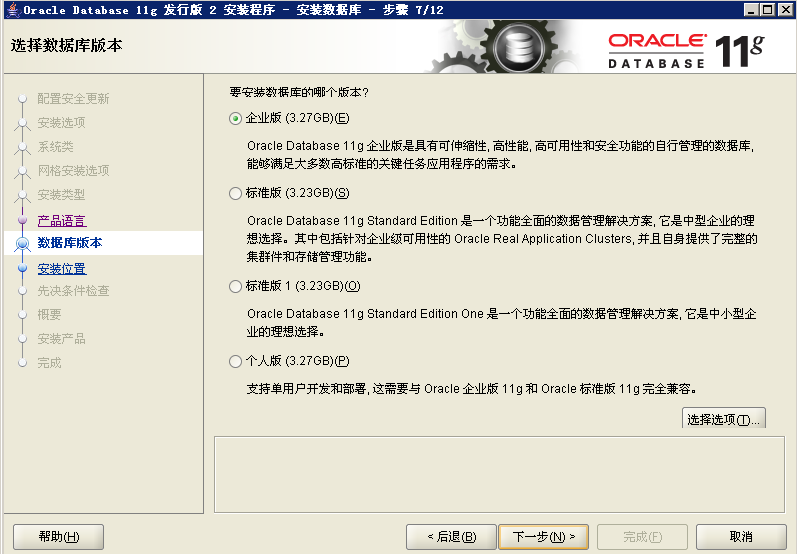 Oracle Database 11g 发行版 2 安装程序 - 安装数据库 - 步骤 7/12
选择数据库版本
ORACLE
DATABASE 11g
配置安全更新
安装选项
系统类
网格安装选项
安装类型
产品语言
数据库版本
安装位置
先决条件检查
概要
安装产品
完成
要安装数据库的哪个版本?
企业版 (3.27GB)(E)
Oracle Database 11g 企业版是具有可伸缩性, 高性能, 高可用性和安全功能的自行管理的数据库,
能够满足大多数高标准的关键任务应用程序的需求。
标准版 (3.23GB)(S)
Oracle Database 11g Standard Edition 是一个功能全面的数据管理解决方案, 它是中型企业的理
想选择。其中包括针对企业级可用性的 Oracle Real Application Clusters, 并且自身提供了完整的
集群件和存储管理功能。
标准版 1 (3.23GB)(O)
Oracle Database 11g Standard Edition One 是一个功能全面的数据管理解决方案, 它是中小型企
业的理想选择。
个人版 (3.27GB)(P)
支持单用户开发和部署, 这需要与 Oracle 企业版 11g 和 Oracle 标准版 11g 完全兼容。
选择选项(T)...
帮助(H)
< 后退(B)
下一步(N) >
完成(F)
取消